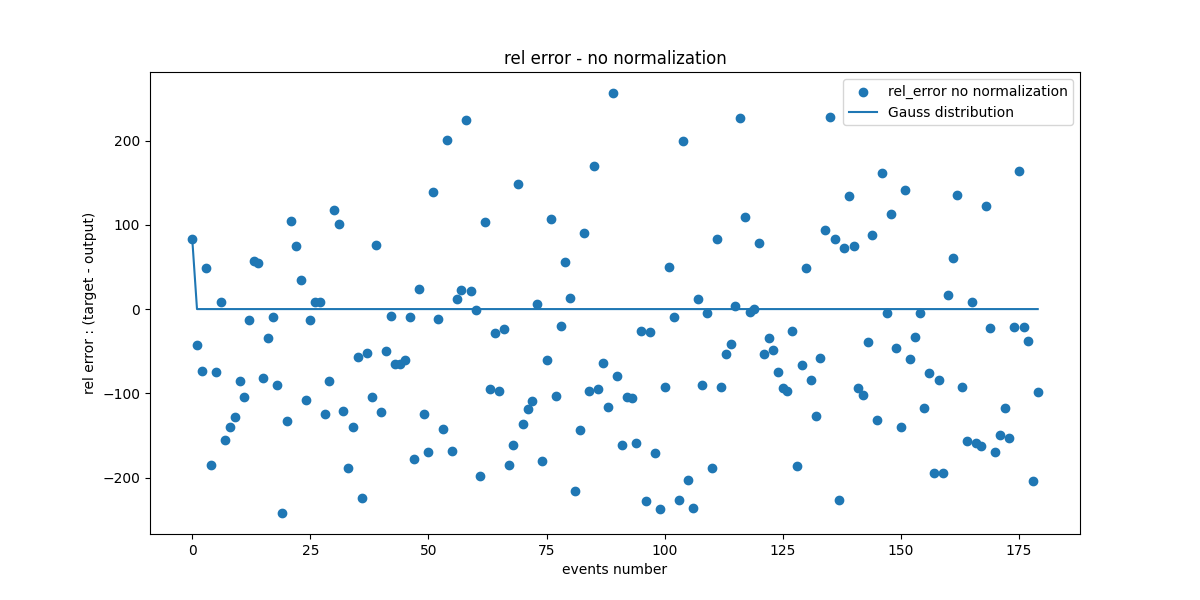 rel error - no normalization
rel_error no normalization
Gauss distribution
rel error : (target - output)
200
100
0
−100
−200
0 25 50 75 100 125 150 175
events number